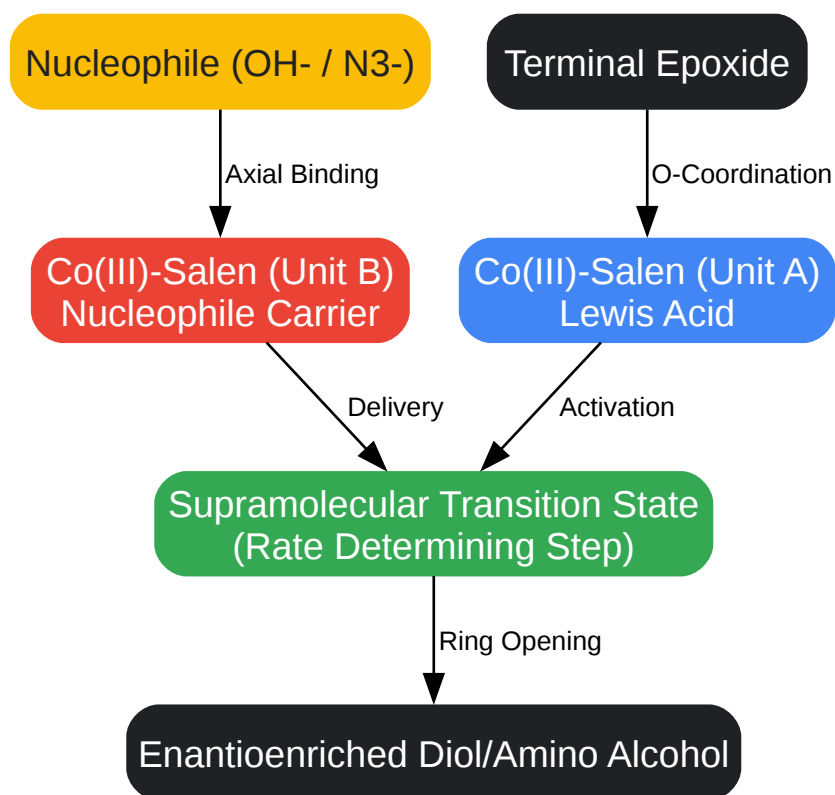 Nucleophile (OH- / N3-)
Terminal Epoxide
Axial Binding
O-Coordination
Co(III)-Salen (Unit B)
Nucleophile Carrier
Co(III)-Salen (Unit A)
Lewis Acid
Delivery
Activation
Supramolecular Transition State
(Rate Determining Step)
Ring Opening
Enantioenriched Diol/Amino Alcohol